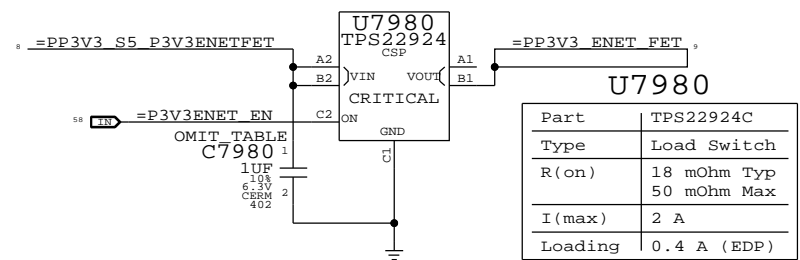 U7980
TPS22924
CSP
8 =PP3V3_S5_P3V3ENETFET
=PP3V3_ENET_FET 9
A2
A1
B2
VIN
VOUT
B1
CRITICAL
58 IN =P3V3ENET_EN
C2
ON
GND
C1
OMIT_TABLE
C7980
1
1UF
10%
6.3V
CERM
402
2
U7980
Part TPS22924C
Type Load Switch
R(on) 18 mOhm Typ
50 mOhm Max
I(max) 2 A
Loading 0.4 A (EDP)